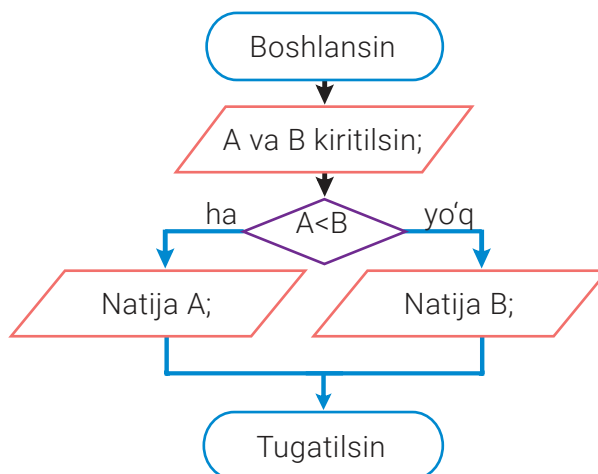 Boshlansin
A va B kiritilsin;
ha
A<B
yo‘q
Natija A;
Natija B;
Tugatilsin